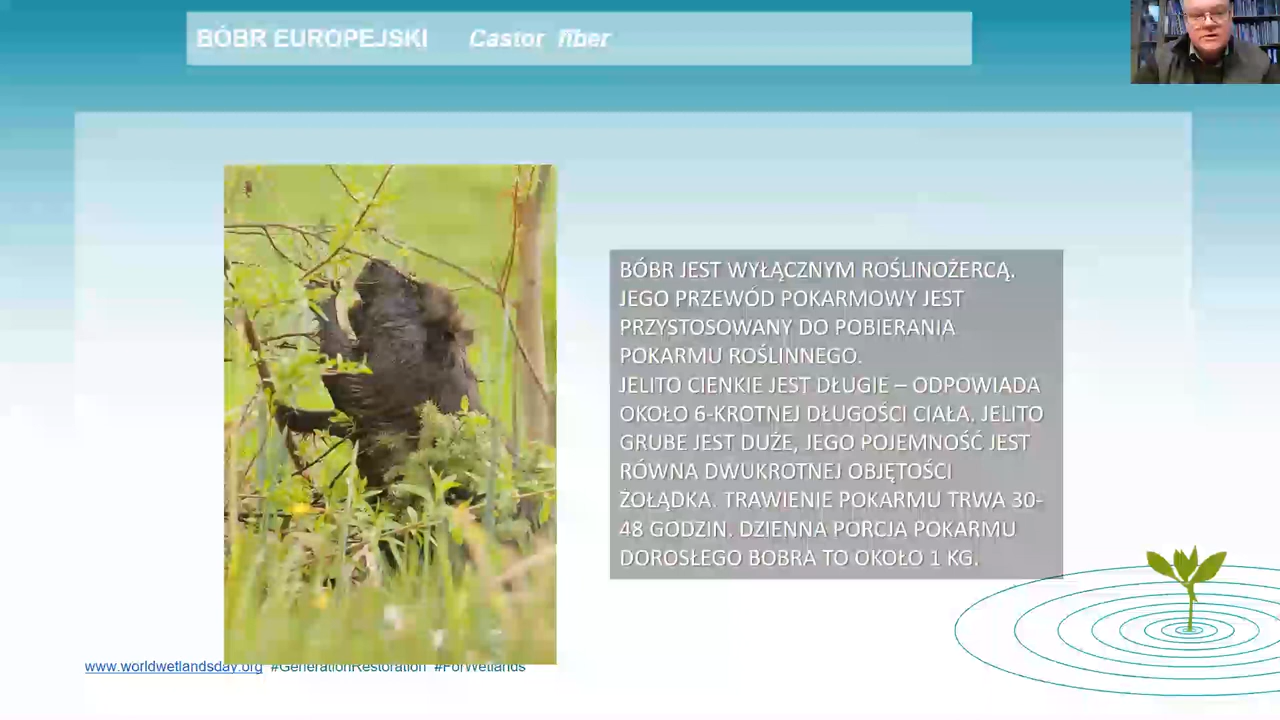 BÓBR EUROPEJSKI Castor fiber
BÓBR JEST WYŁĄCZNYM ROŚLINOŻERCĄ.
JEGO PRZEWÓD POKARMOWY JEST
PRZYSTOSOWANY DO POBIERANIA
POKARMU ROŚLINNEGO.
JELITO CIENKIE JEST DŁUGIE – ODPOWIADA
OKOŁO 6-KROTNEJ DŁUGOŚCI CIAŁA. JELITO
GRUBE JEST DUŻE, JEGO POJEMNOŚĆ JEST
RÓWNA DWUKROTNEJ OBJĘTOŚCI
ŻOŁĄDKA. TRAWIENIE POKARMU TRWA 30-
48 GODZIN. DZIENNA PORCJA POKARMU
DOROSŁEGO BOBRA TO OKOŁO 1 KG.
www.worldwetlandsday.org #GenerationRestoration #ForWetlands